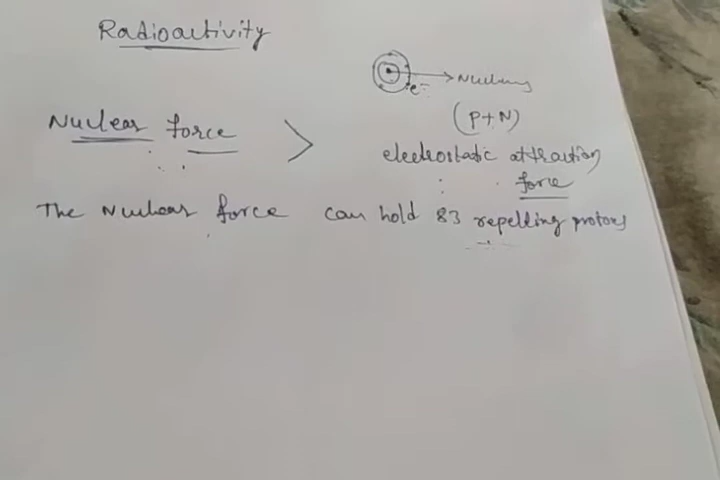 Radioactivity
e-
Nucleus
(P+N)
Nuclear force > electrostatic attraction
force
The Nuclear force can hold 83 repelling protons